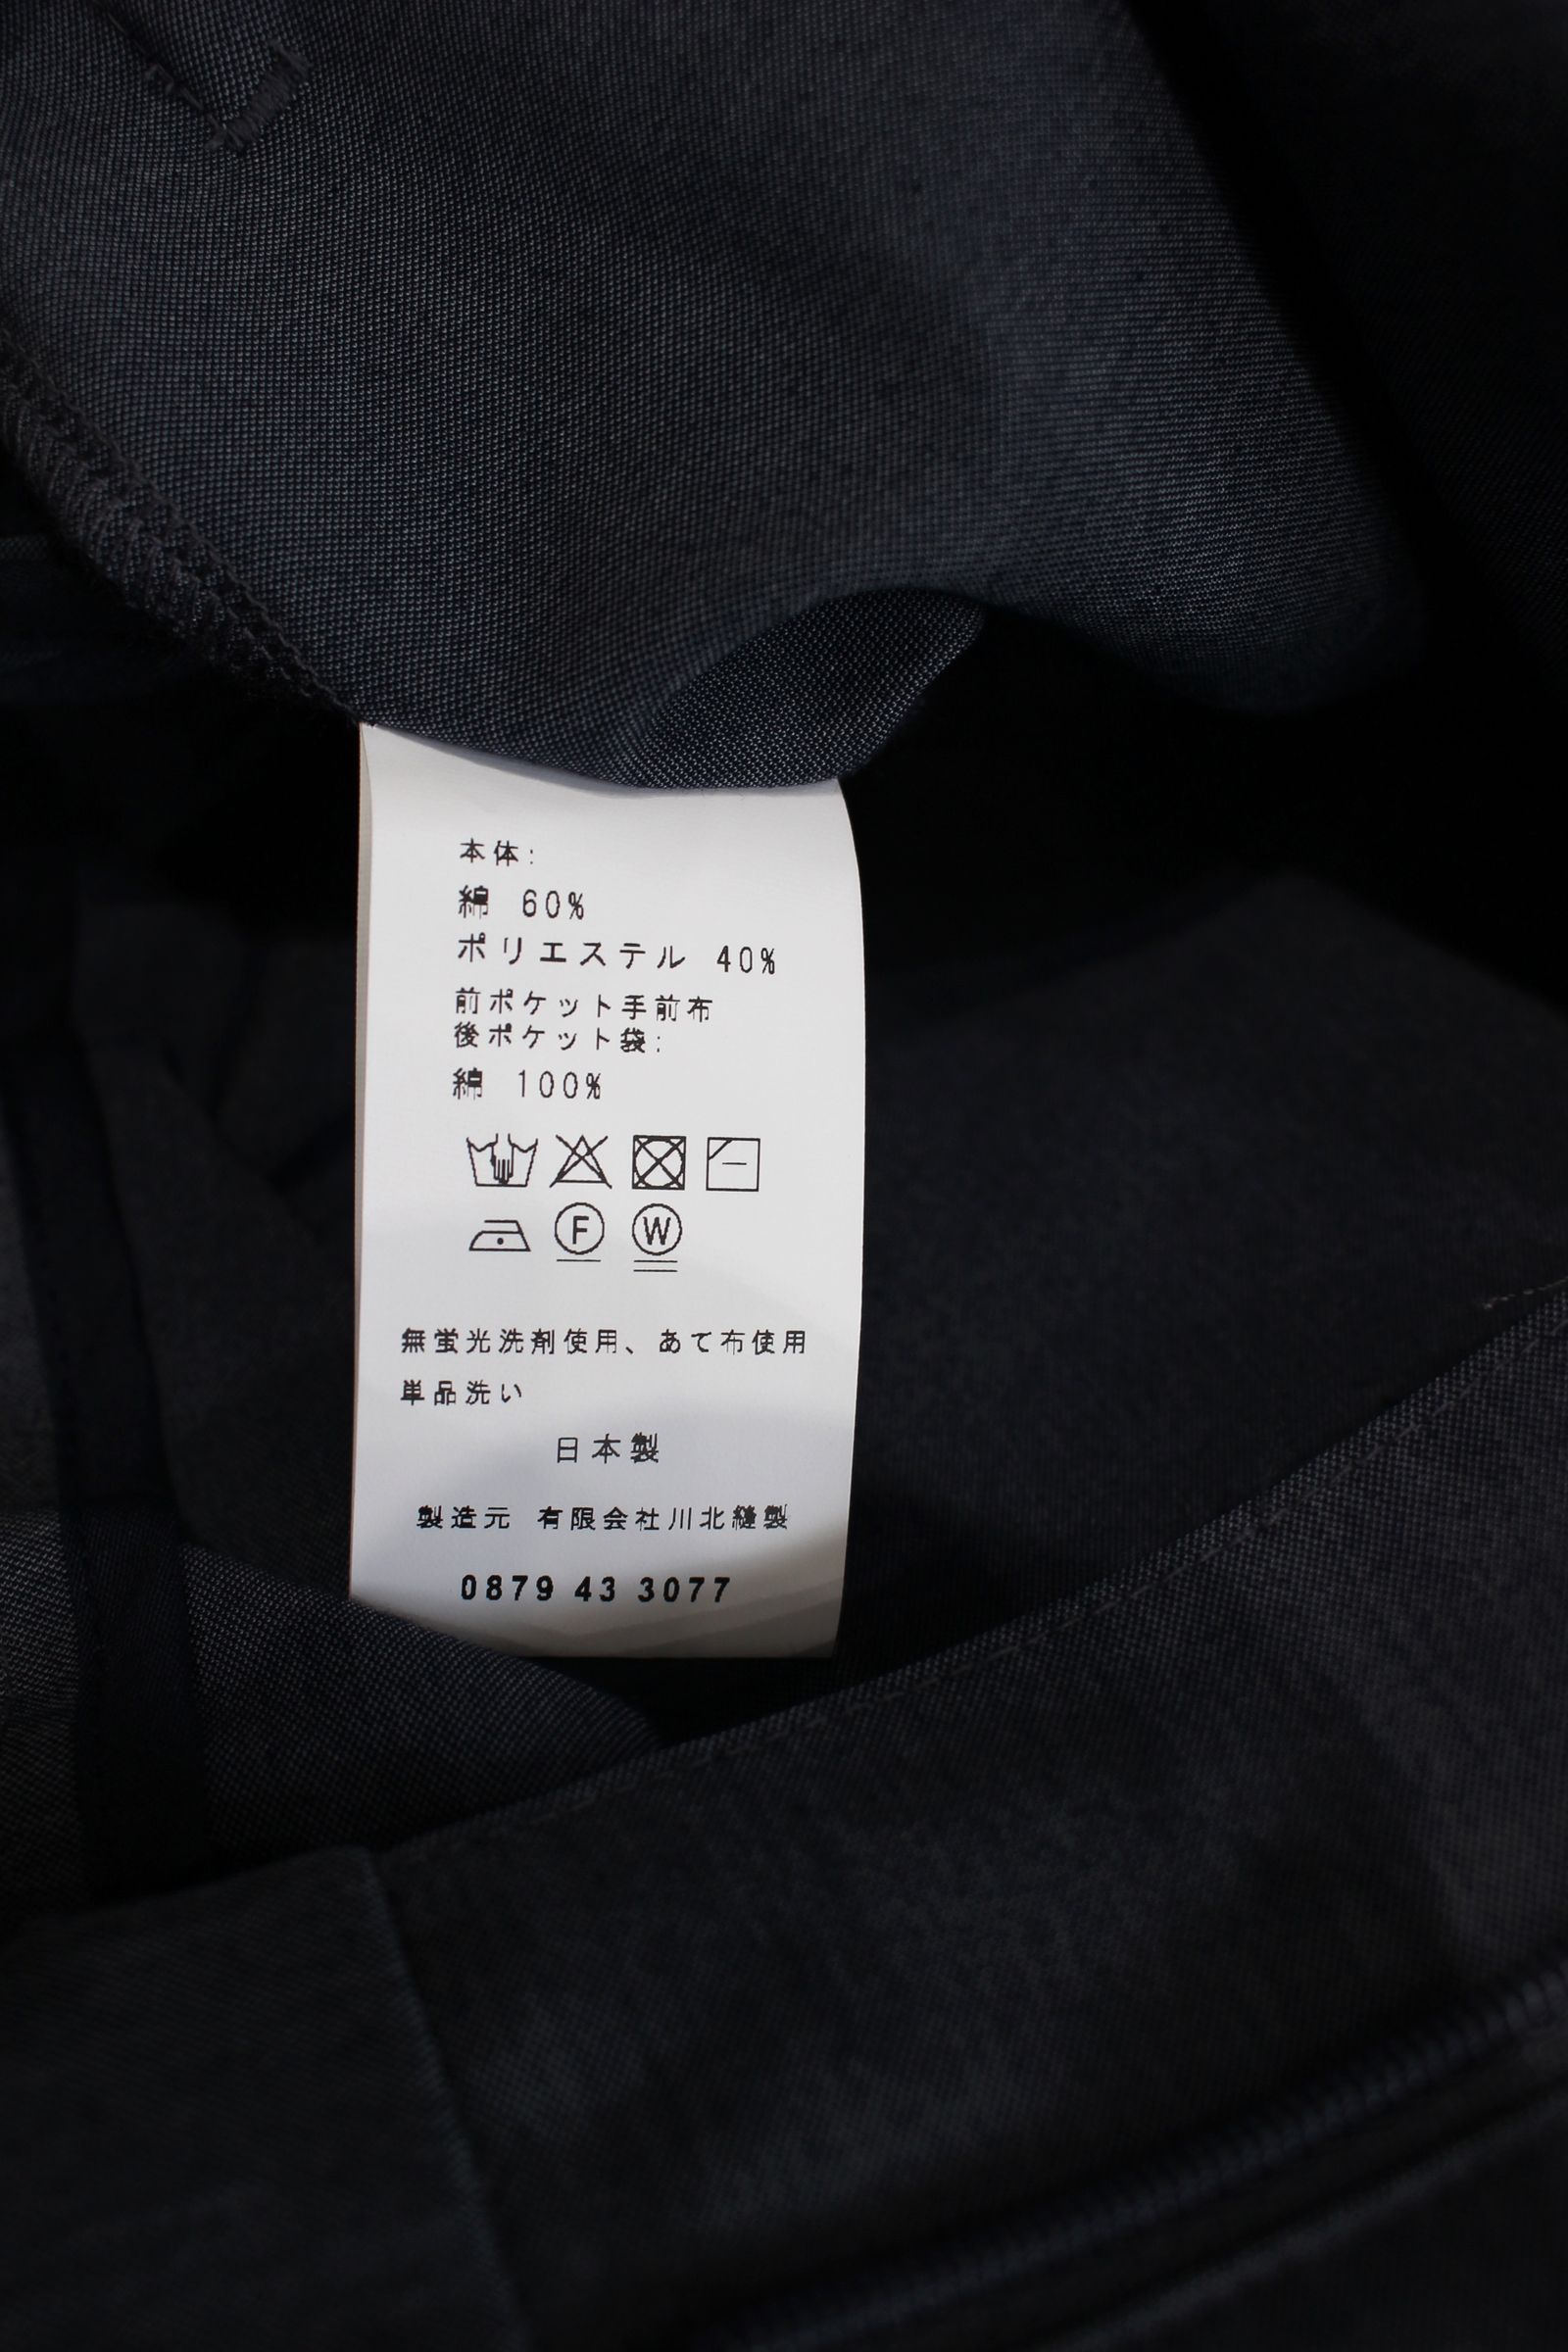 本体:
綿 60%
ポリエステル 40%
前ポケット手前布
後ポケット袋:
綿 100%
F W
無蛍光洗剤使用、あて布使用
単品洗い
日本製
製造元 有限会社川北縫製
0879 43 3077